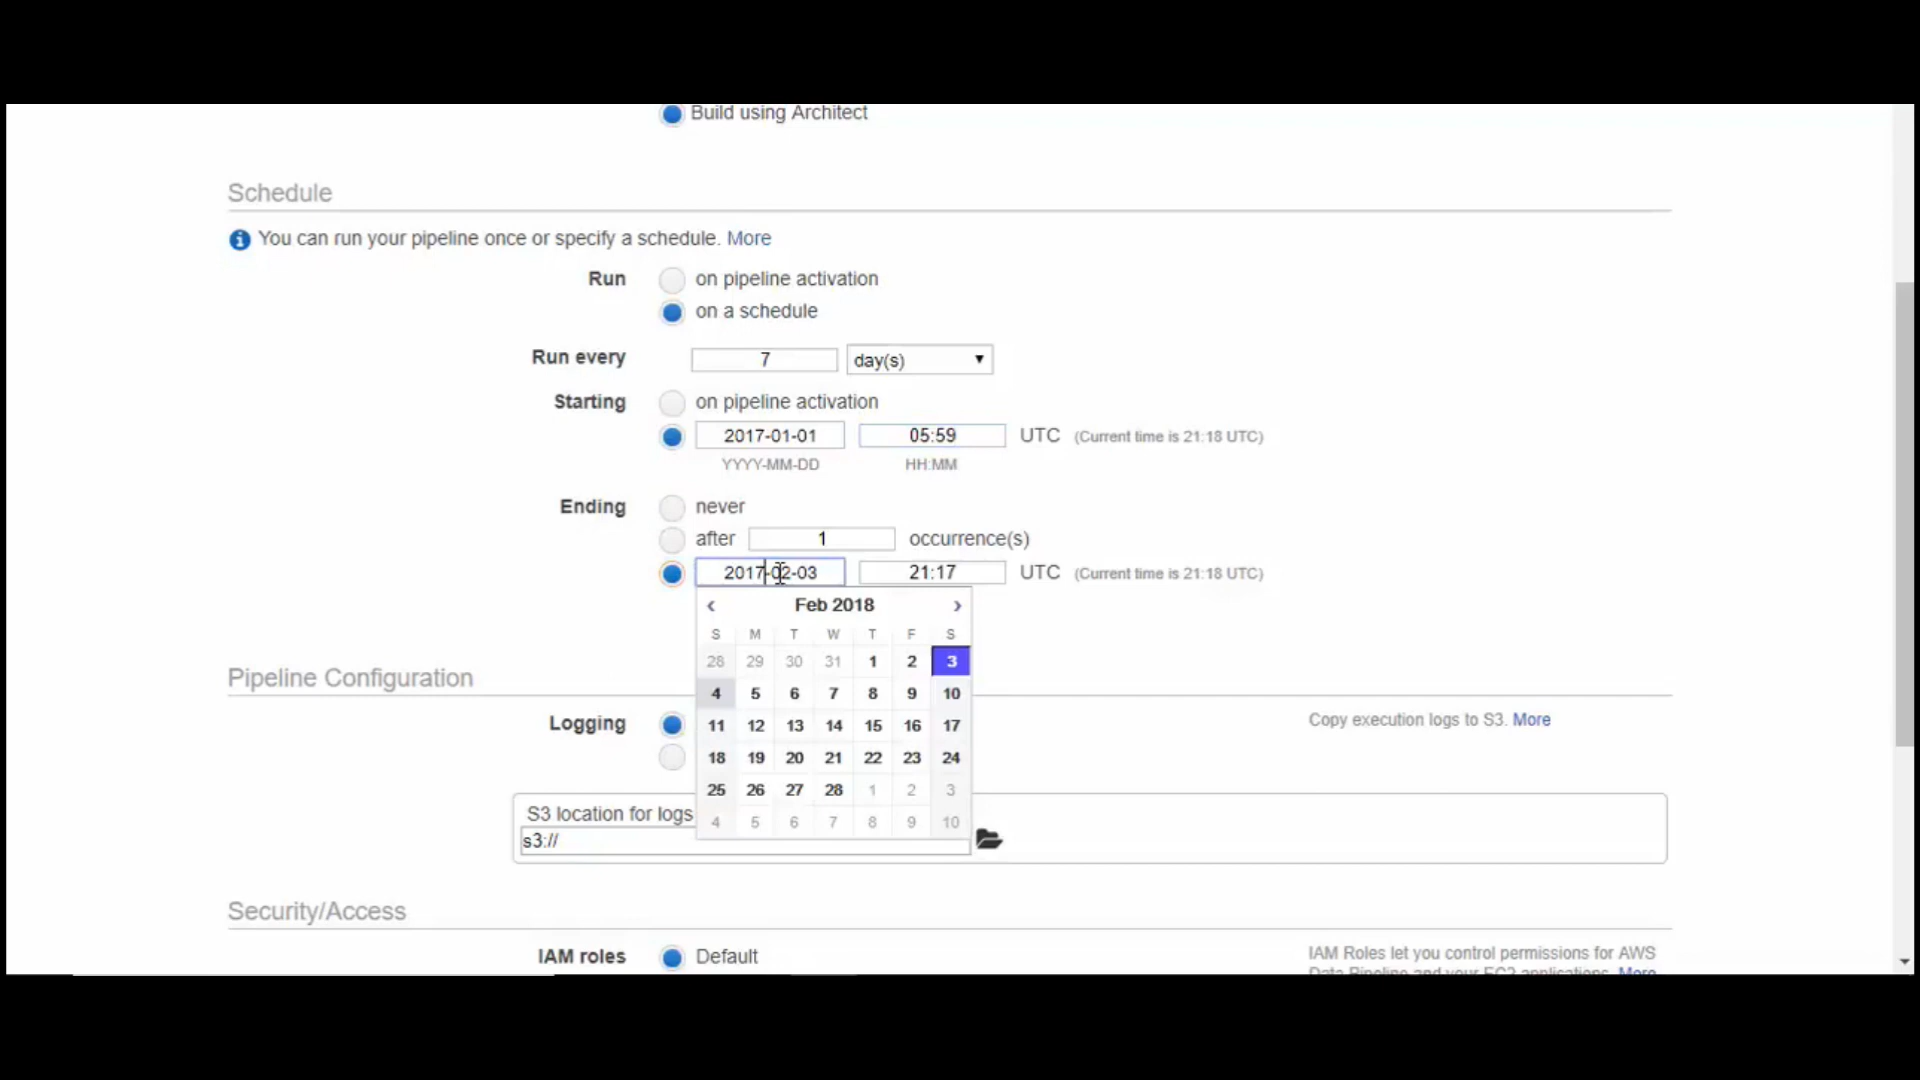 Build using Architect
Schedule
You can run your pipeline once or specify a schedule. More
Run
on pipeline activation
on a schedule
Run every
7
day(s)
Starting
on pipeline activation
2017-01-01
05:59
UTC
(Current time is 21:18 UTC)
YYYY-MM-DD
HH:MM
Ending
never
after
1
occurrence(s)
2017-02-03
21:17
UTC
(Current time is 21:18 UTC)
‹ Feb 2018 ›
S M T W T F S
28 29 30 31 1 2 3
4 5 6 7 8 9 10
11 12 13 14 15 16 17
18 19 20 21 22 23 24
25 26 27 28 1 2 3
4 5 6 7 8 9 10
Pipeline Configuration
Logging
Copy execution logs to S3. More
S3 location for logs
s3://
Security/Access
IAM roles
Default
IAM Roles let you control permissions for AWS
Data Pipeline and your EC2 applications. More